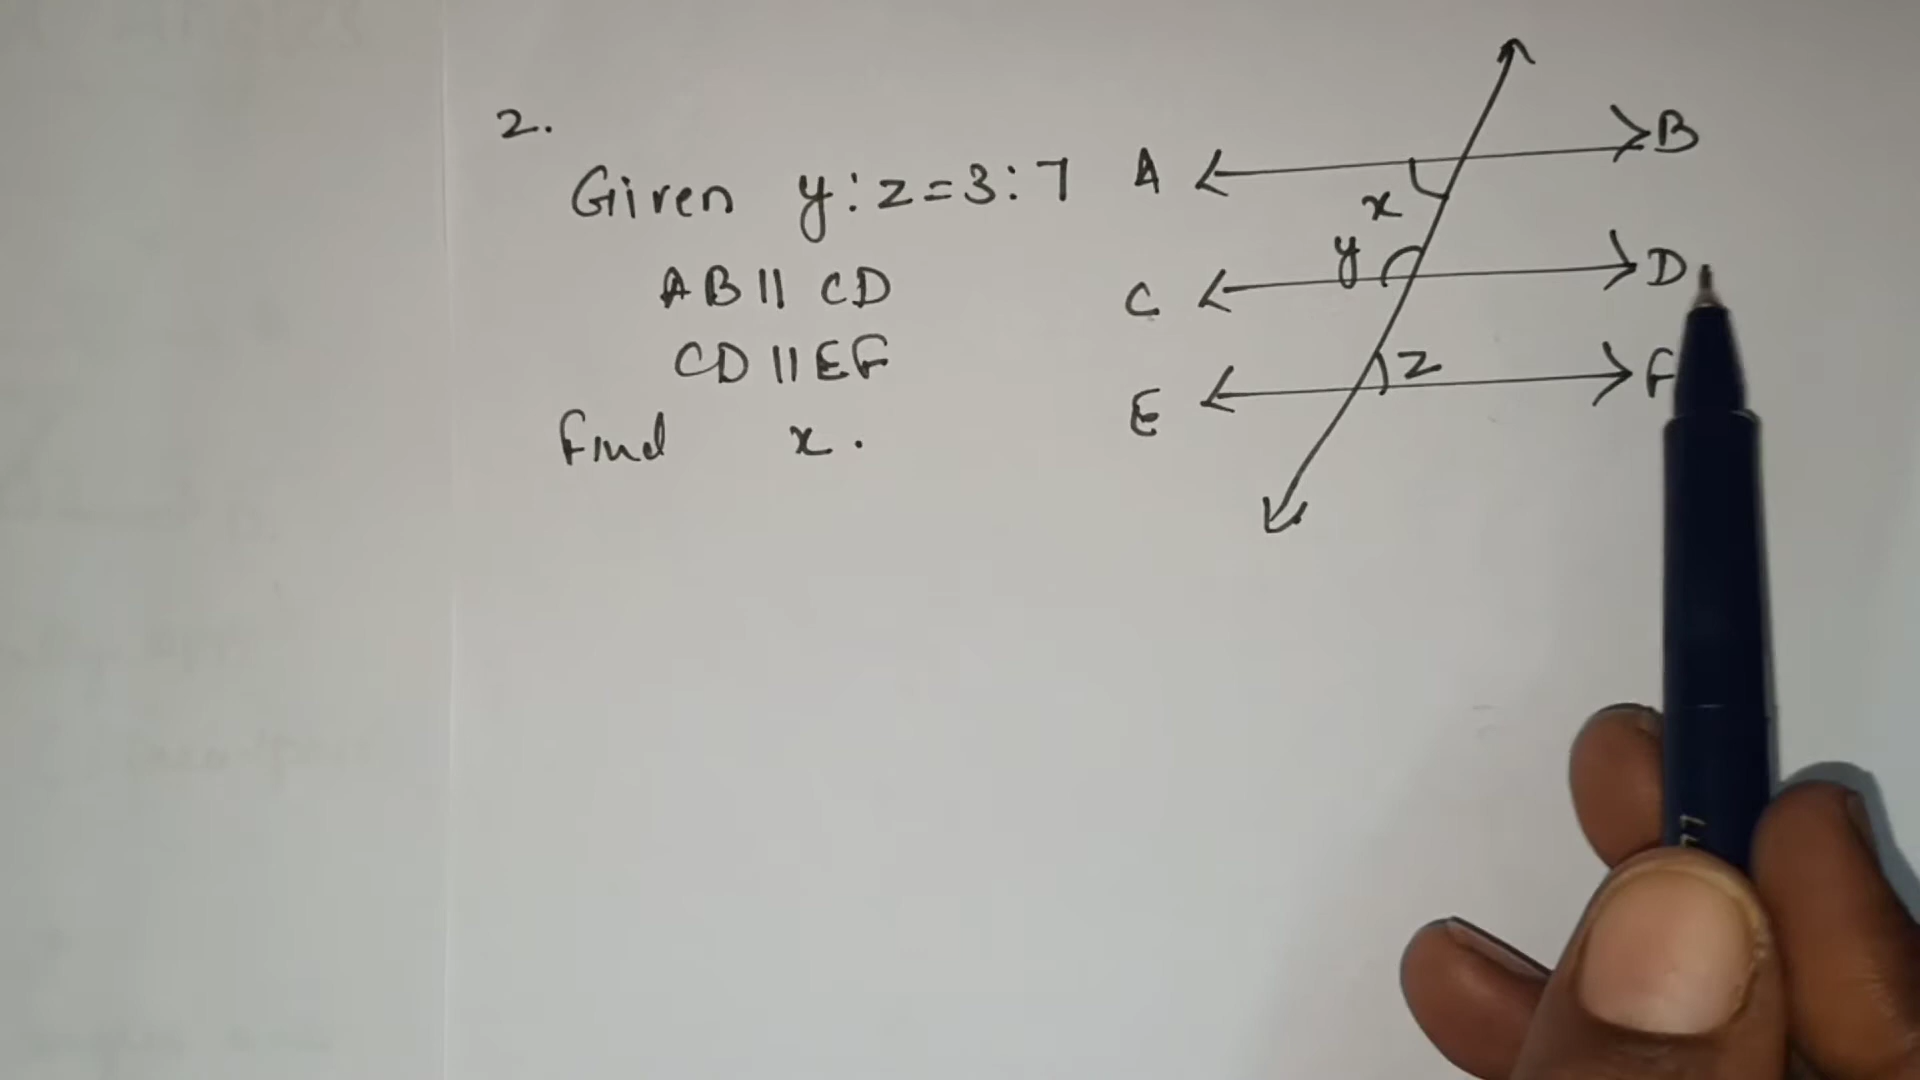 2.
Given y:z=3:7
AB || CD
CD || EF
Find x.
A
B
x
y
C
D
z
E
F